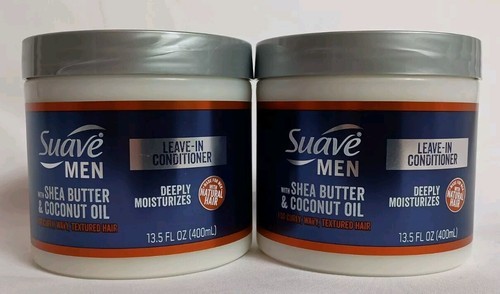 Suave
MEN
WITH SHEA BUTTER
& COCONUT OIL
FOR CURLY, WAVY, TEXTURED HAIR
LEAVE-IN
CONDITIONER
DEEPLY
MOISTURIZES
WITH
NATURAL
HAIR
13.5 FL OZ (400mL)
Suave
MEN
WITH SHEA BUTTER
& COCONUT OIL
FOR CURLY, WAVY, TEXTURED HAIR
LEAVE-IN
CONDITIONER
DEEPLY
MOISTURIZES
WITH
NATURAL
HAIR
13.5 FL OZ (400mL)